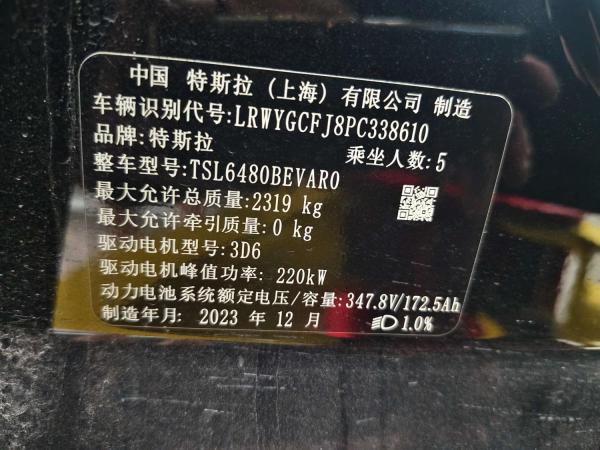 中国 特斯拉 (上海) 有限公司 制造
车辆识别代号:LRWYGCFJ8PC338610
品牌:特斯拉
乘坐人数:5
整车型号:TSL6480BEVAR0
最大允许总质量:2319 kg
最大允许牵引质量:0 kg
驱动电机型号:3D6
驱动电机峰值功率: 220kW
动力电池系统额定电压/容量:347.8V/172.5Ah
制造年月: 2023 年 12 月
1.0%